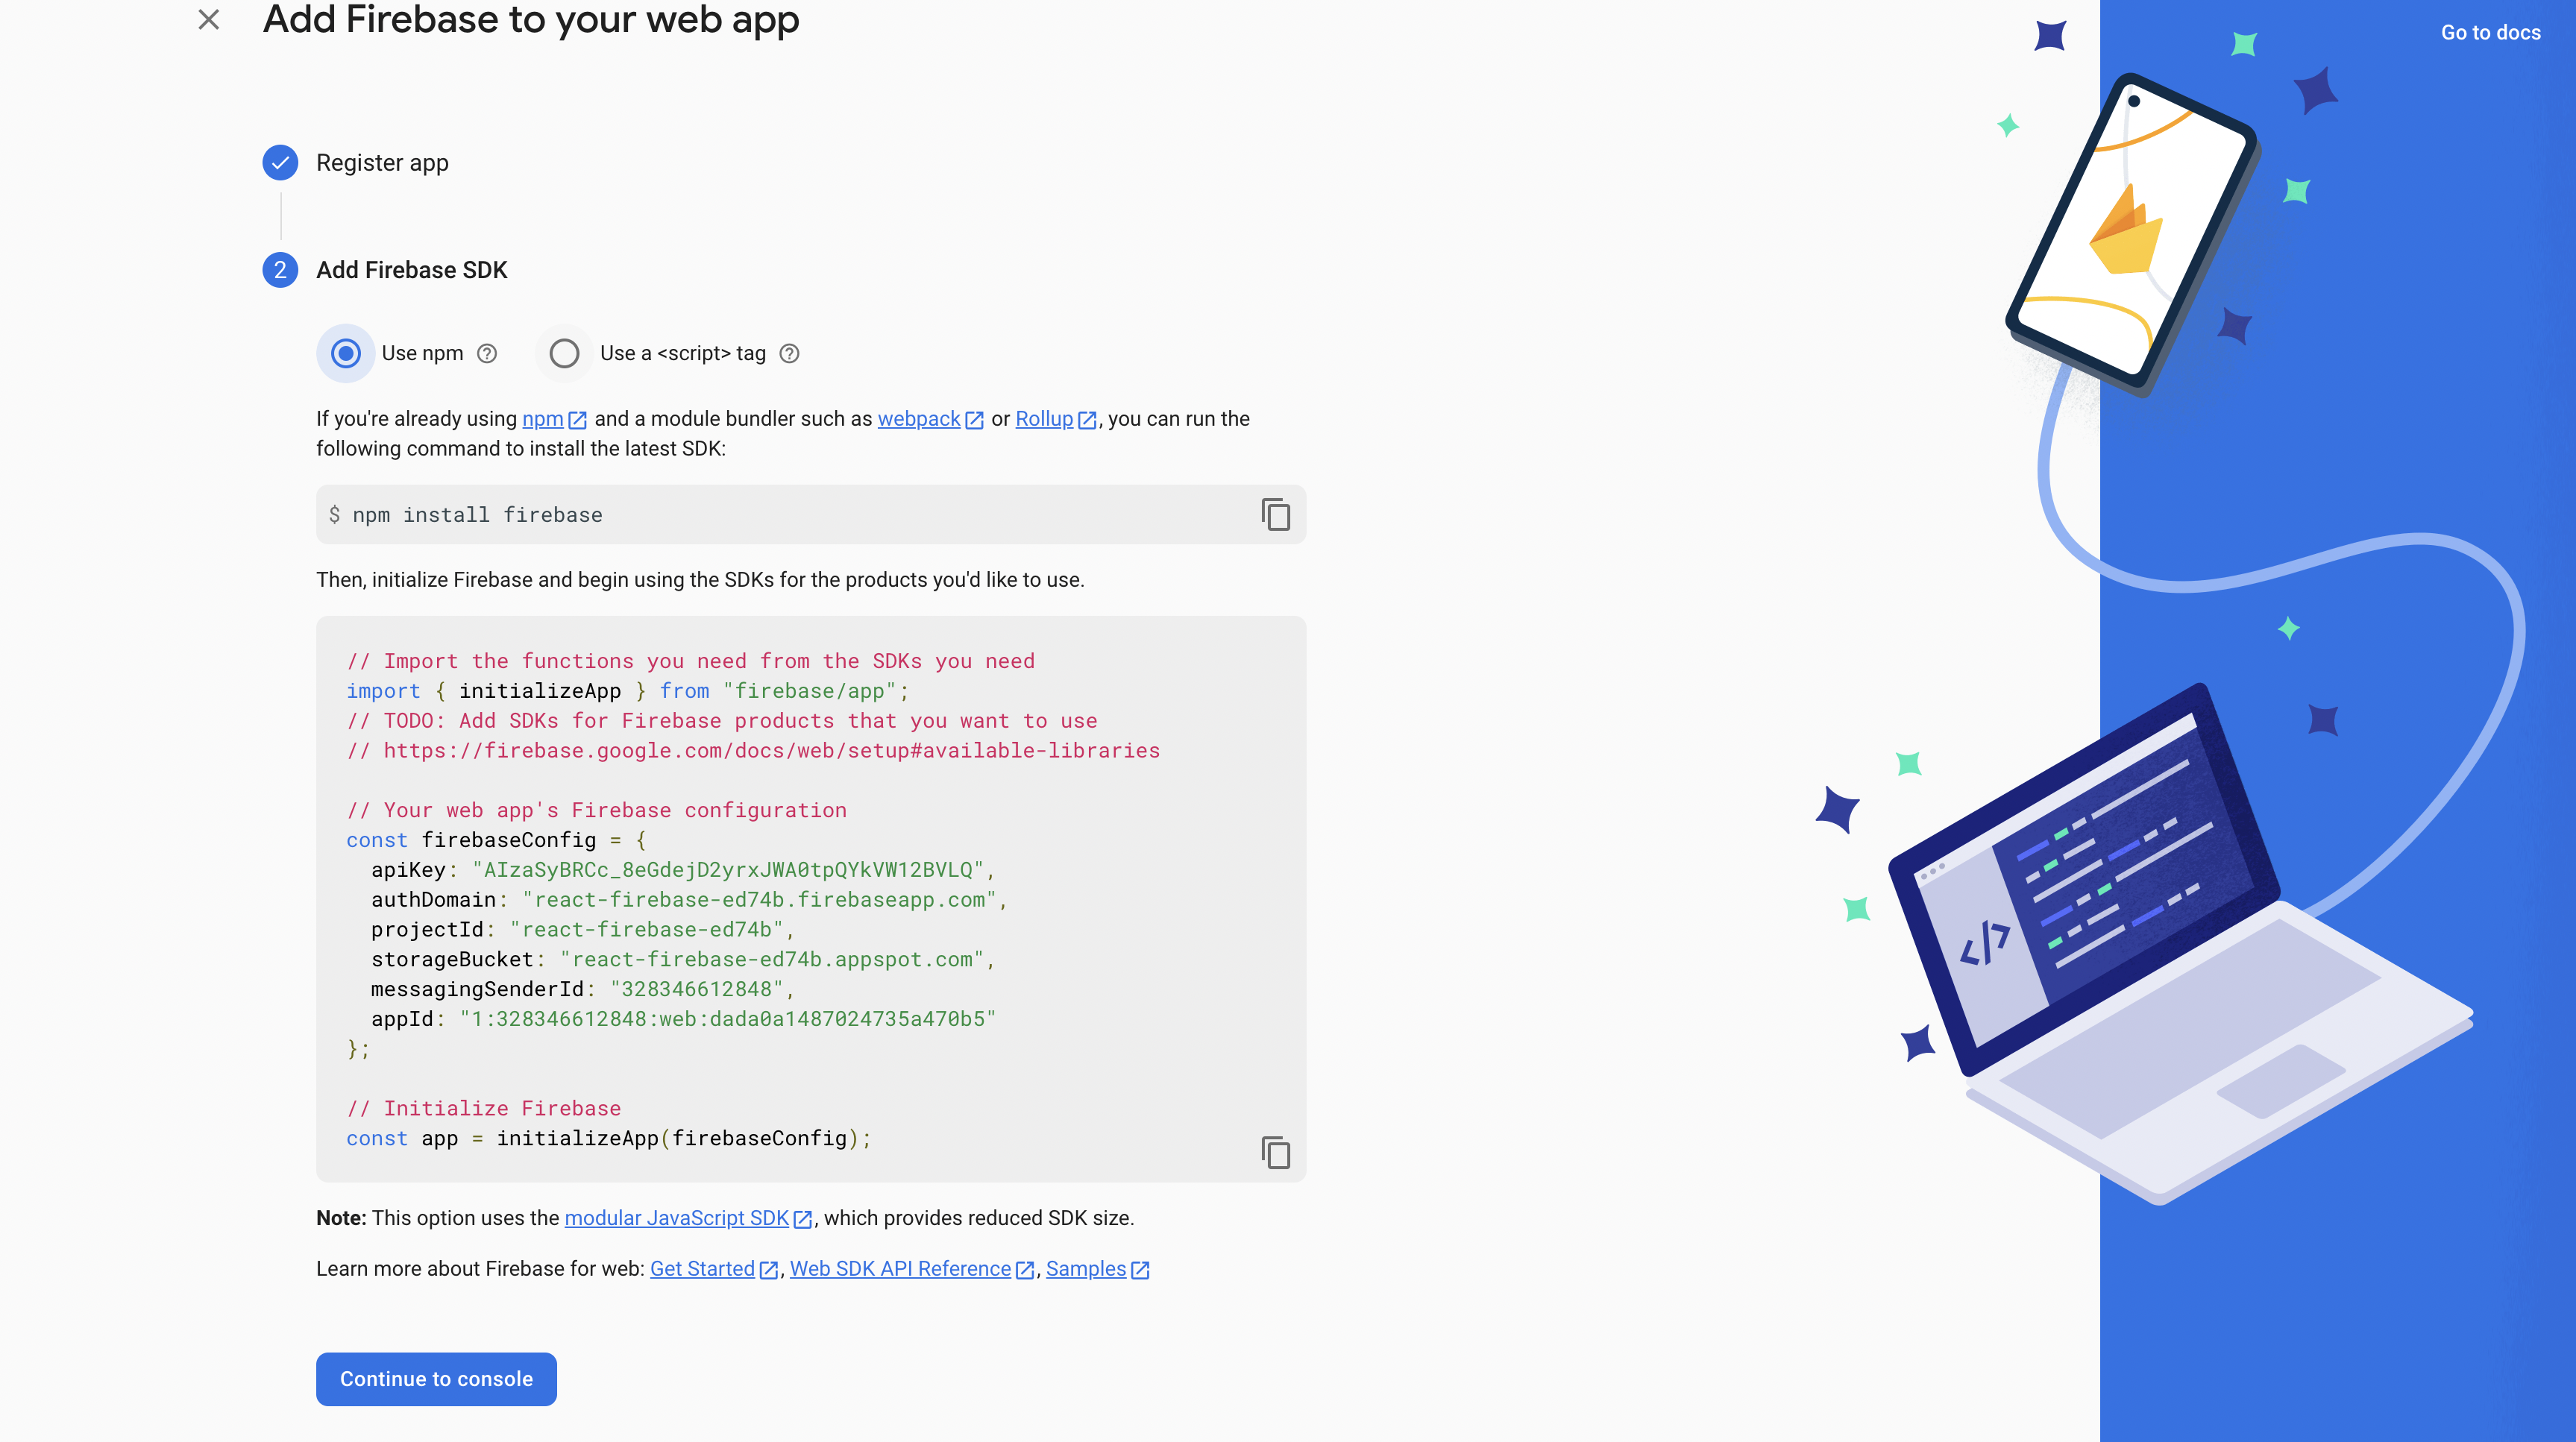 Add Firebase to your web app
Go to docs
Register app
2 Add Firebase SDK
Use npm Use a <script> tag
If you're already using npm and a module bundler such as webpack or Rollup, you can run the
following command to install the latest SDK:
$ npm install firebase
Then, initialize Firebase and begin using the SDKs for the products you'd like to use.
// Import the functions you need from the SDKs you need
import { initializeApp } from "firebase/app";
// TODO: Add SDKs for Firebase products that you want to use
// https://firebase.google.com/docs/web/setup#available-libraries
// Your web app's Firebase configuration
const firebaseConfig = {
  apiKey: "AIzaSyBRCc_8eGdejD2yrxJWA0tpQYkVW12BVLQ",
  authDomain: "react-firebase-ed74b.firebaseapp.com",
  projectId: "react-firebase-ed74b",
  storageBucket: "react-firebase-ed74b.appspot.com",
  messagingSenderId: "328346612848",
  appId: "1:328346612848:web:dada0a1487024735a470b5"
};
// Initialize Firebase
const app = initializeApp(firebaseConfig);
Note: This option uses the modular JavaScript SDK, which provides reduced SDK size.
Learn more about Firebase for web: Get Started, Web SDK API Reference, Samples
Continue to console
</>